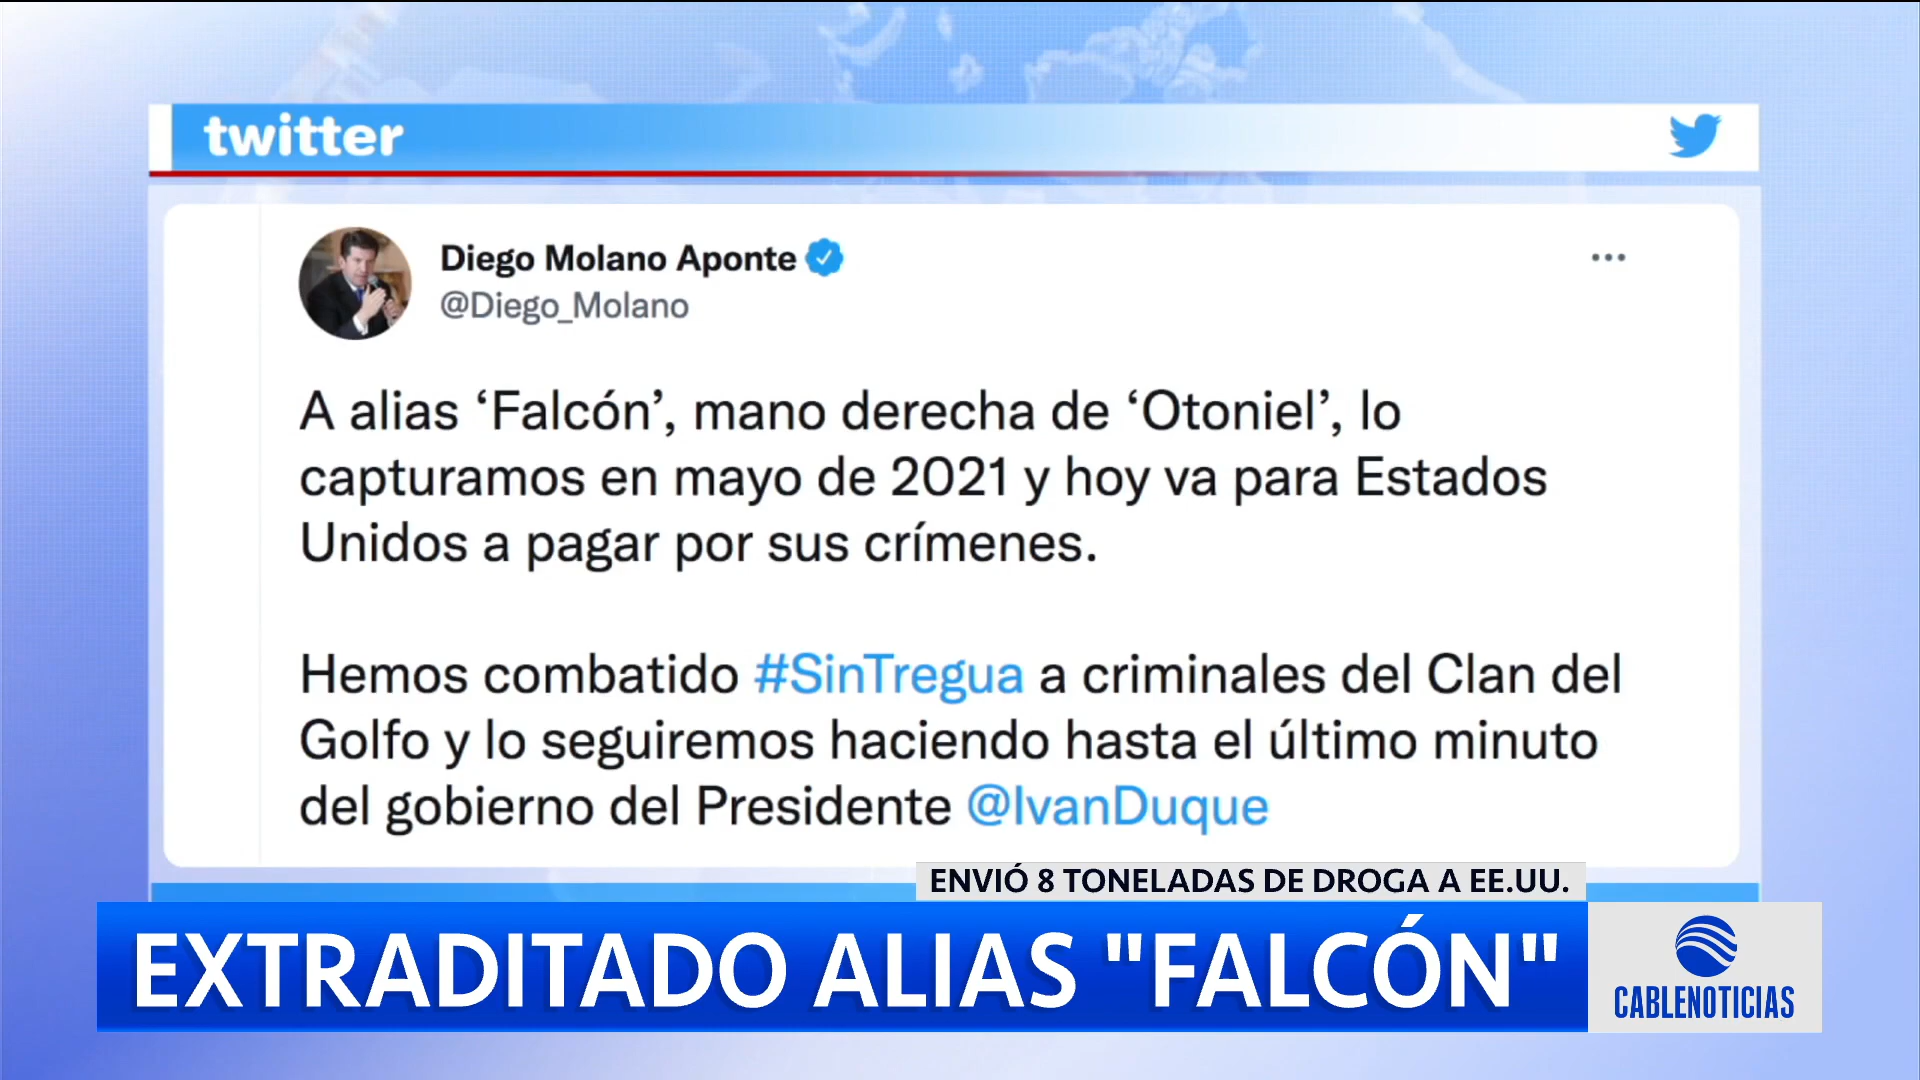 twitter
Diego Molano Aponte
@Diego_Molano
A alias ‘Falcón’, mano derecha de ‘Otoniel’, lo
capturamos en mayo de 2021 y hoy va para Estados
Unidos a pagar por sus crímenes.
Hemos combatido #SinTregua a criminales del Clan del
Golfo y lo seguiremos haciendo hasta el último minuto
del gobierno del Presidente @IvanDuque
ENVIÓ 8 TONELADAS DE DROGA A EE.UU.
EXTRADITADO ALIAS "FALCÓN"
CABLENOTICIAS